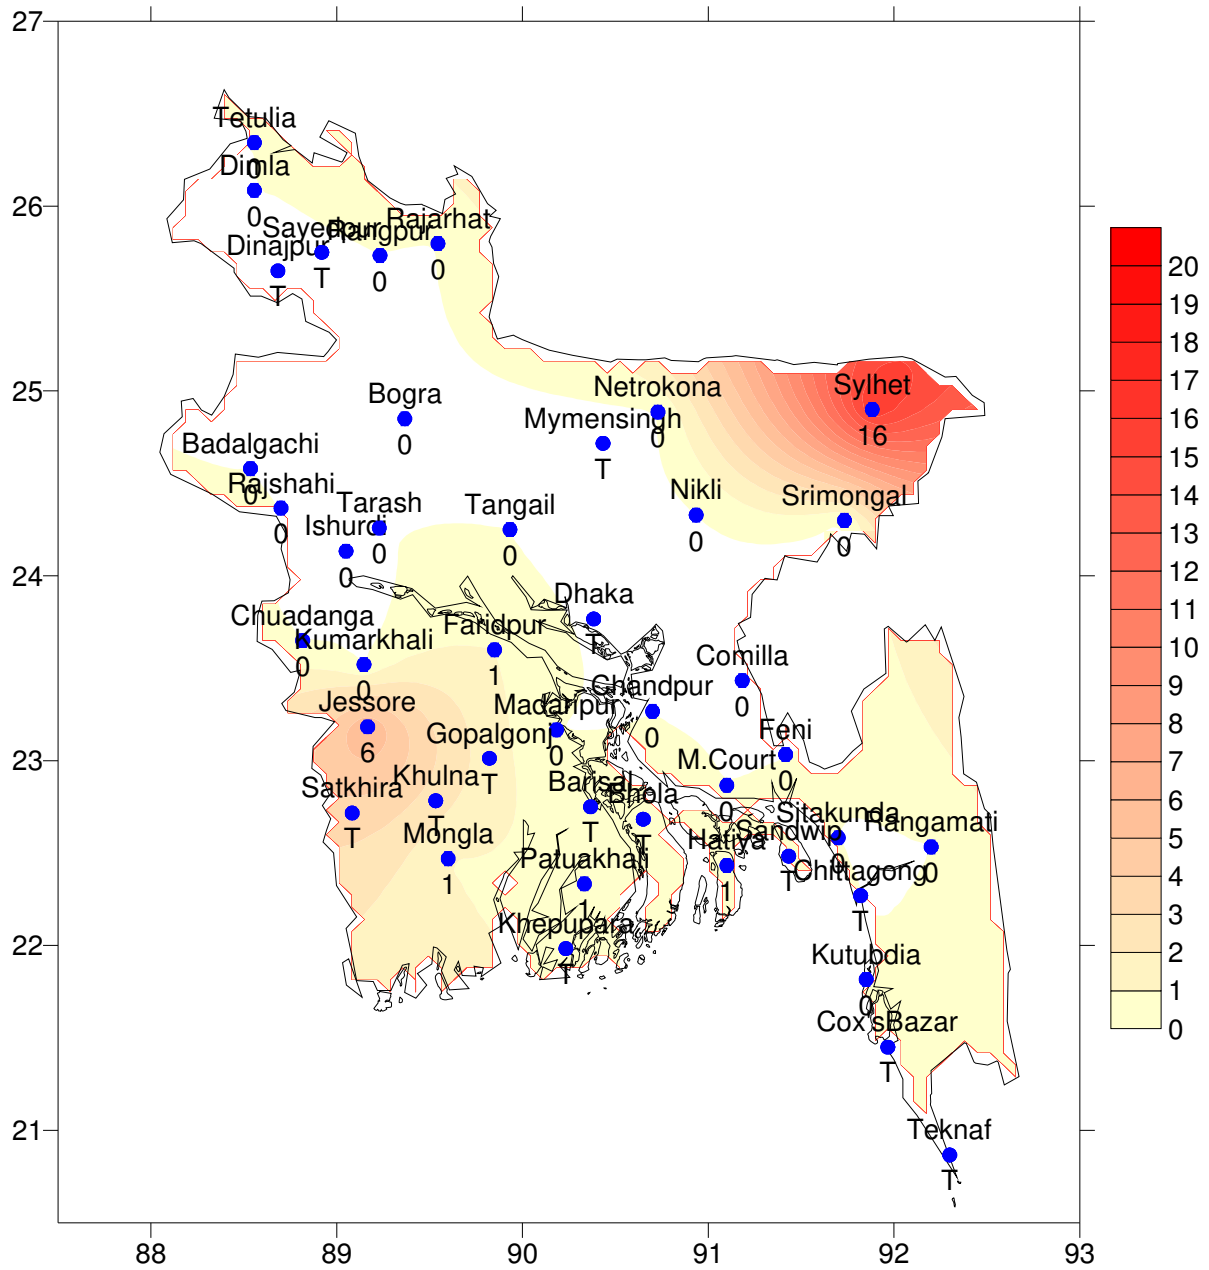 27
26
25
24
23
22
21
88
89
90
91
92
93
Tetulia
0
Dimla
0
Sayedpur
T
Rangpur
0
Rajarhat
0
Dinajpur
T
Bogra
0
Netrokona
0
Mymensingh
T
Sylhet
16
Badalgachi
0
Rajshahi
0
Tarash
0
Ishurdi
0
Tangail
0
Nikli
0
Srimongal
0
Dhaka
T
Chuadanga
0
Kumarkhali
0
Faridpur
1
Comilla
0
Chandpur
0
Jessore
6
Madaripur
0
Gopalgonj
T
Feni
0
M.Court
0
Khulna
T
Satkhira
T
Barisal
T
Bhola
T
Mongla
1
Hatiya
1
Sandwip
T
Sitakunda
0
Rangamati
0
Patuakhali
1
Chittagong
T
Khepupara
T
Kutubdia
0
Cox'sBazar
T
Teknaf
T
20
19
18
17
16
15
14
13
12
11
10
9
8
7
6
5
4
3
2
1
0